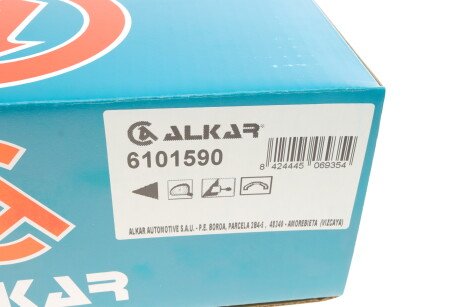 ALKAR
6101590
8 424445 069354
ALKAR AUTOMOTIVE S.A.U. - P.E. BOROA, PARCELA 2B4-5 , 48340 - AMOREBIETA (VIZCAYA)
ALKAR